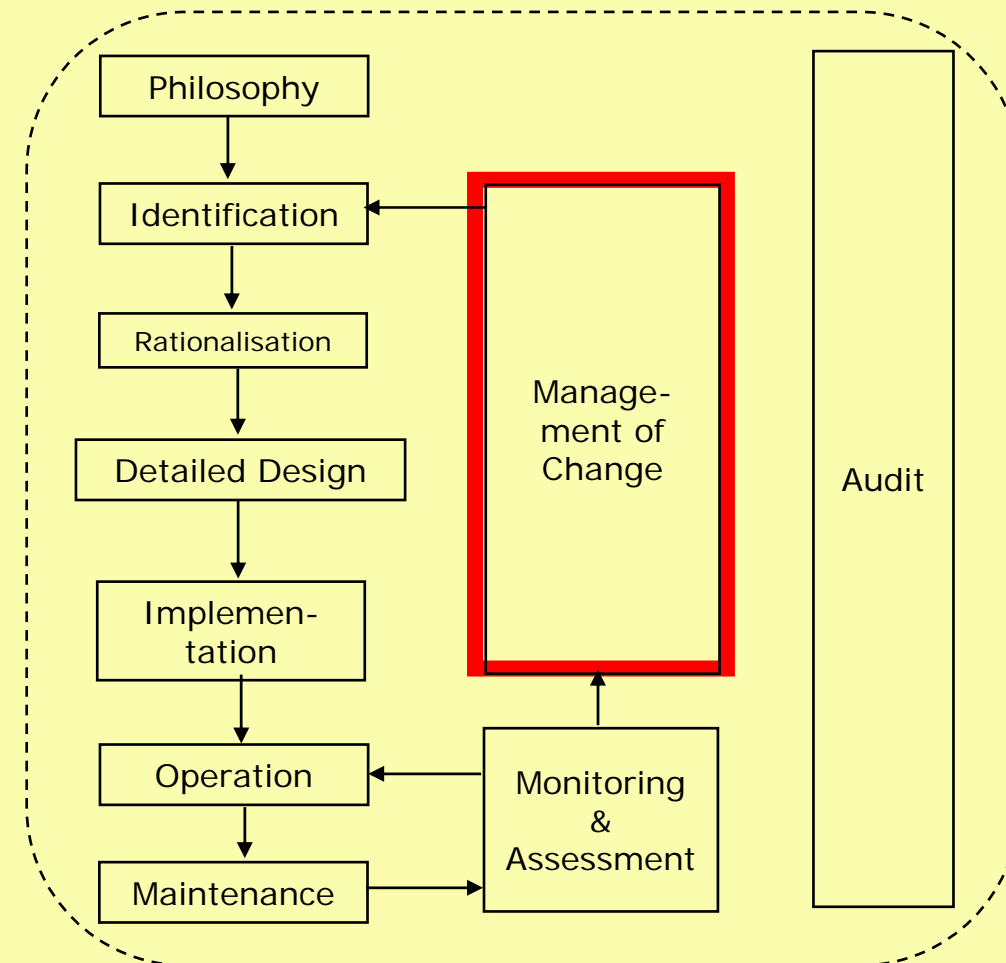 Philosophy
Identification
Rationalisation
Detailed Design
Implemen-
tation
Operation
Maintenance
Manage-
ment of
Change
Monitoring
&
Assessment
Audit